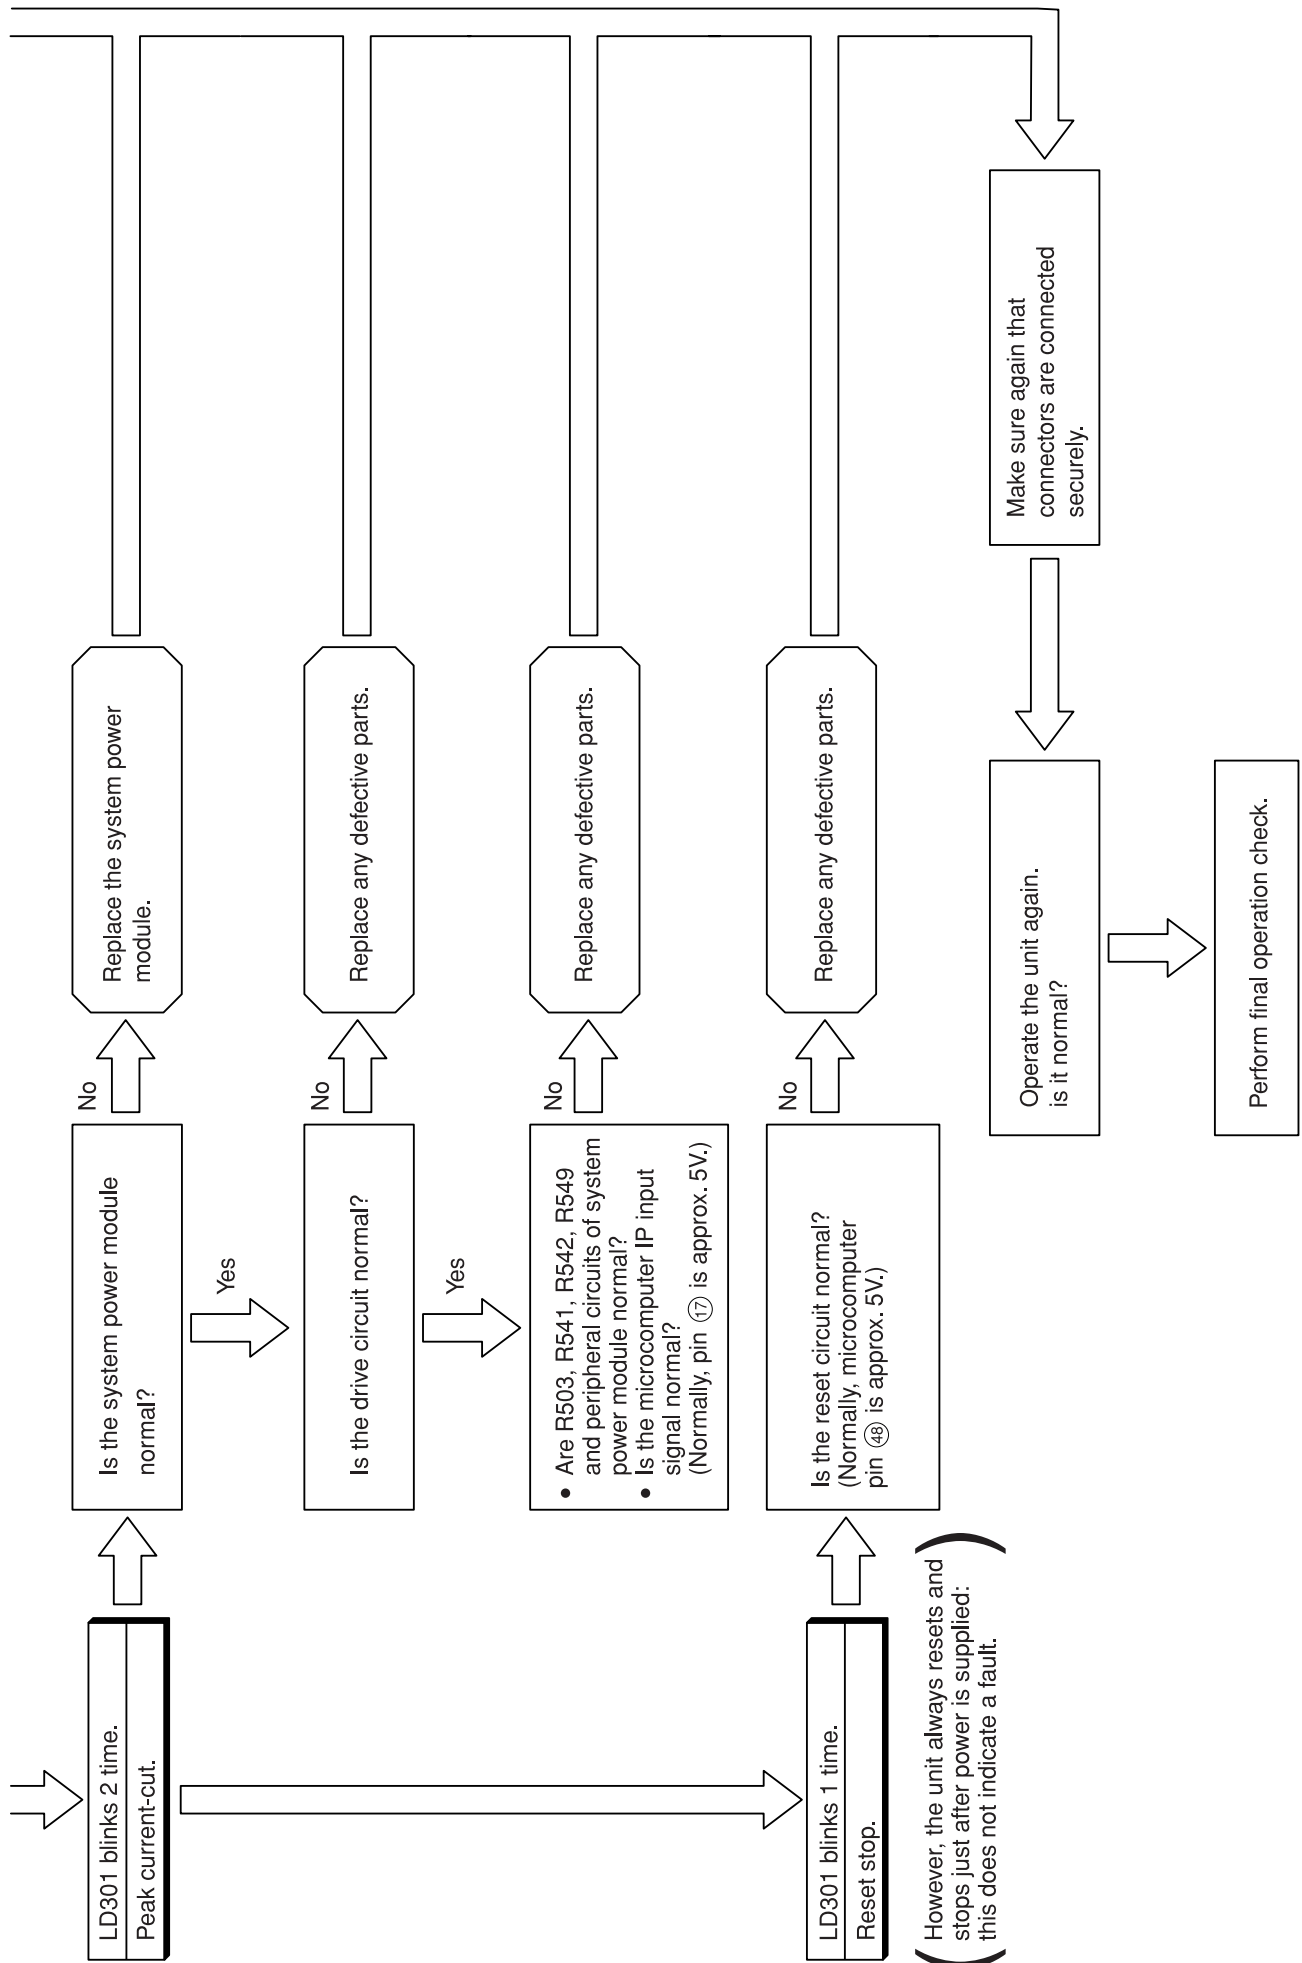 LD301 blinks 2 time.
Peak current-cut.
Is the system power module
normal?
No
Replace the system power
module.
Yes
Is the drive circuit normal?
No
Replace any defective parts.
Yes
• Are R503, R541, R542, R549
and peripheral circuits of system
power module normal?
• Is the microcomputer IP input
signal normal?
(Normally, pin ⑰ is approx. 5V.)
No
Replace any defective parts.
LD301 blinks 1 time.
Reset stop.
(However, the unit always resets and
stops just after power is supplied:
this does not indicate a fault.)
Is the reset circuit normal?
(Normally, microcomputer
pin ㊽ is approx. 5V.)
No
Replace any defective parts.
Make sure again that
connectors are connected
securely.
Operate the unit again.
is it normal?
Perform final operation check.